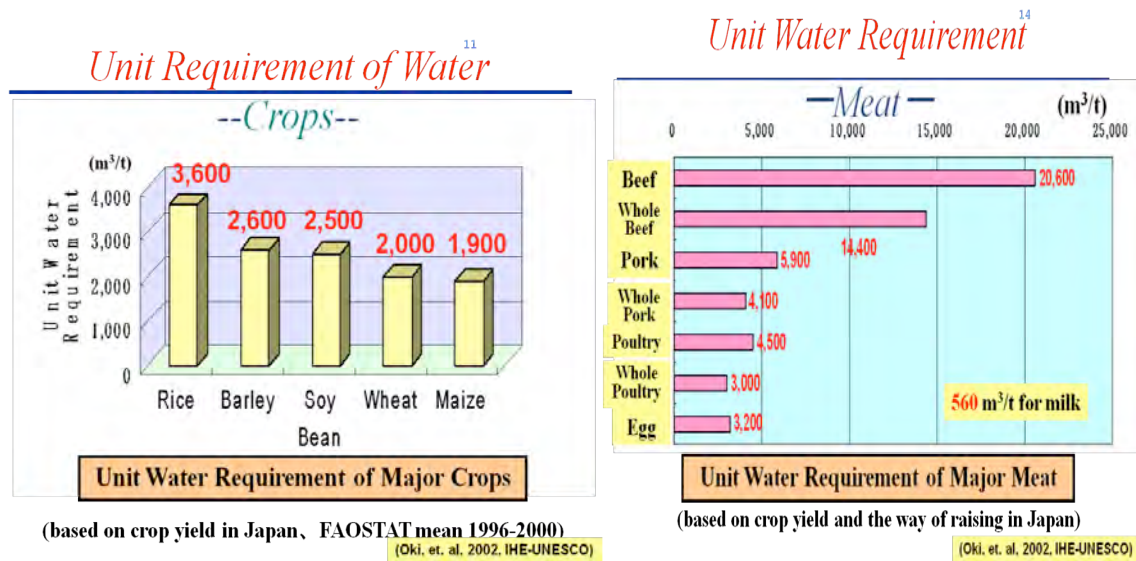 11
Unit Requirement of Water
--Crops--
(m³/t)
Unit Water
Requirement
4,000
3,000
2,000
1,000
0
3,600
2,600
2,500
2,000
1,900
Rice Barley Soy Wheat Maize
Bean
Unit Water Requirement of Major Crops
(based on crop yield in Japan、FAOSTAT mean 1996-2000)
(Oki, et. al, 2002, IHE-UNESCO)
14
Unit Water Requirement
—Meat—
(m³/t)
0 5,000 10,000 15,000 20,000 25,000
Beef
20,600
Whole
Beef
14,400
Pork
5,900
Whole
Pork
4,100
Poultry
4,500
Whole
Poultry
3,000
Egg
3,200
560 m³/t for milk
Unit Water Requirement of Major Meat
(based on crop yield and the way of raising in Japan)
(Oki, et. al, 2002, IHE-UNESCO)